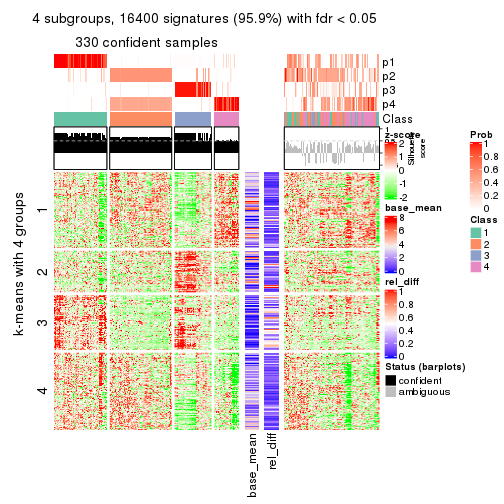 4 subgroups, 16400 signatures (95.9%) with fdr < 0.05
330 confident samples
p1
p2
p3
p4
Class
1
Silhouette
score
k-means with 4 groups
1
2
3
4
base_mean
rel_diff
z-score
2
1
0
-1
-2
base_mean
8
6
4
2
0
rel_diff
1
0.8
0.6
0.4
0.2
0
Status (barplots)
confident
ambiguous
Prob
1
0.8
0.6
0.4
0.2
0
Class
1
2
3
4